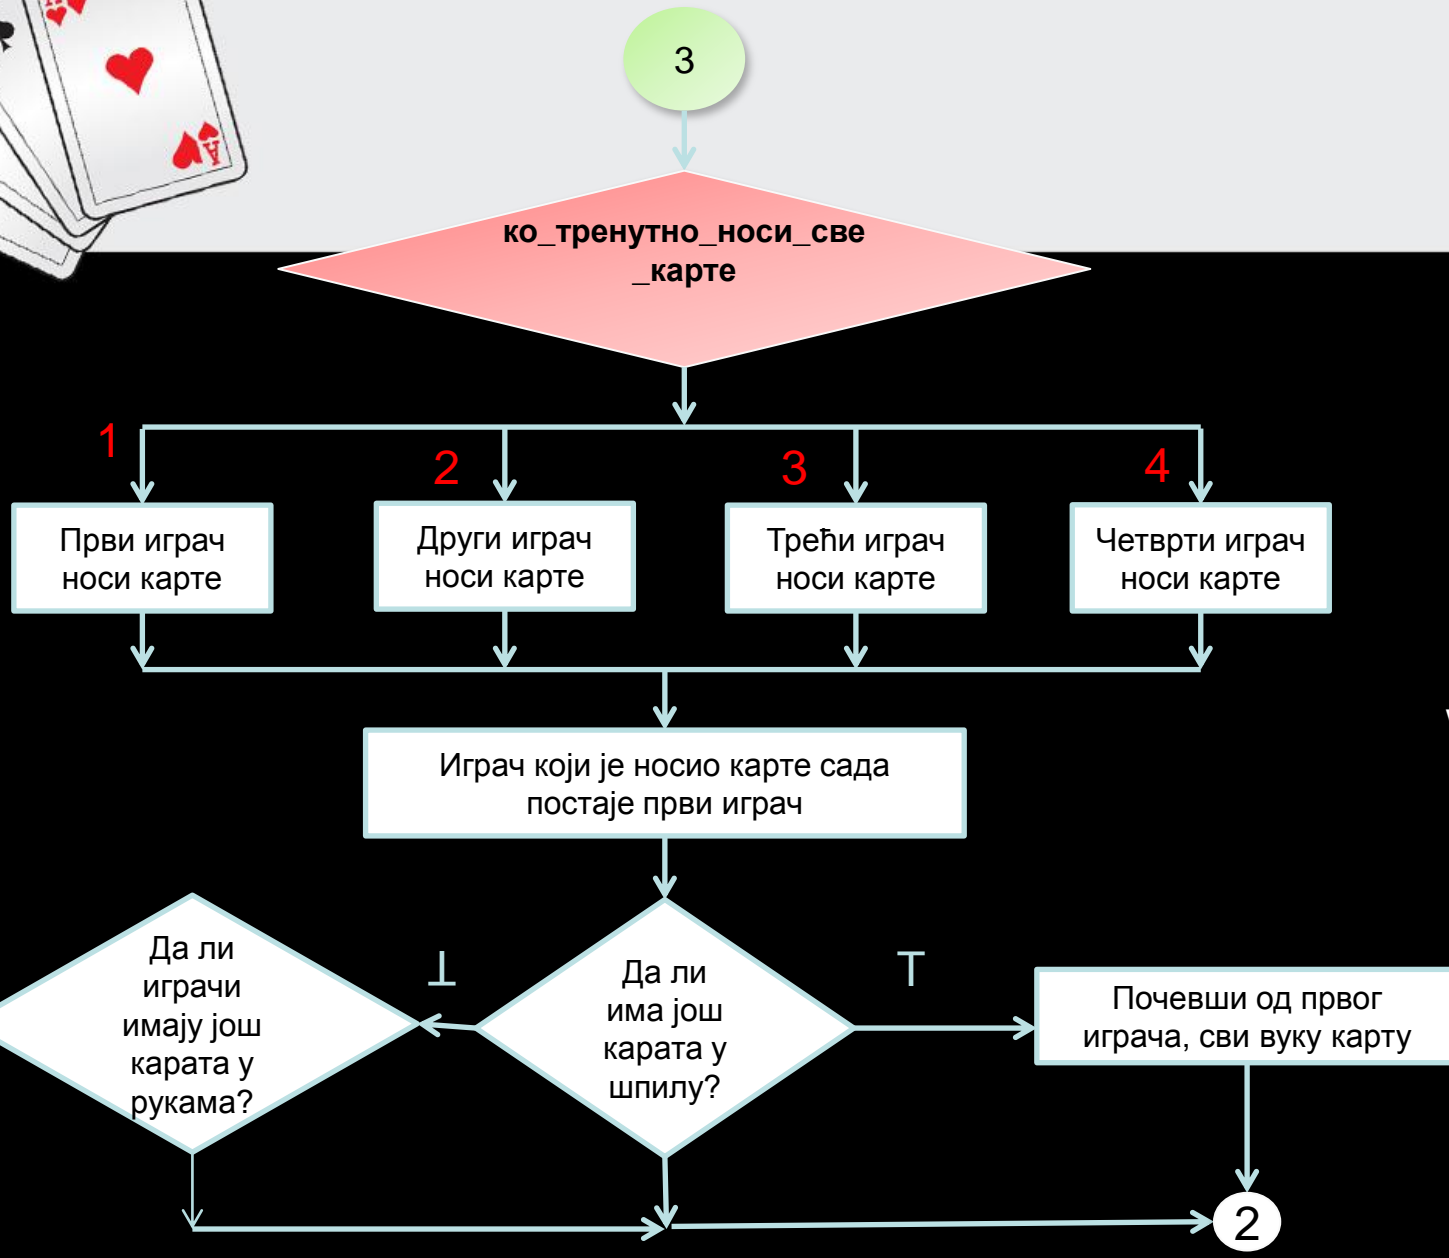 3
ко_тренутно_носи_све
_карте
1
2
3
4
Први играч
носи карте
Други играч
носи карте
Трећи играч
носи карте
Четврти играч
носи карте
Играч који је носио карте сада
постаје први играч
Да ли
играчи
имају још
карата у
рукама?
⊥
Да ли
има још
карата у
шпилу?
⊤
Почевши од првог
играча, сви вуку карту
2